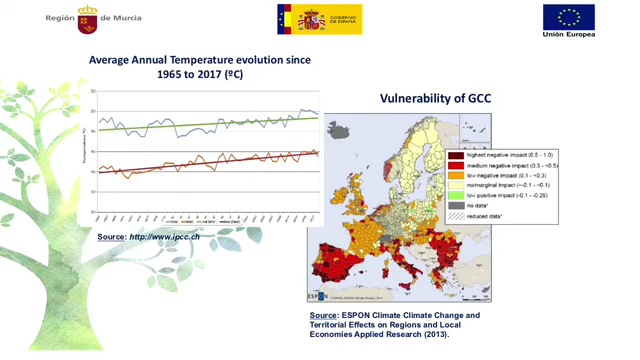 Región de Murcia
GOBIERNO
DE ESPAÑA
Unión Europea
Average Annual Temperature evolution since
1965 to 2017 (ºC)
Vulnerability of GCC
Temperature ºC
highest negative impact (0.5 - 1.0)
medium negative impact (0.3 - <0.5)
low negative impact (0.1 - <0.3)
no/marginal impact (>-0.1 - <0.1)
low positive impact (-0.1 - -0.25)
no data*
reduced data*
Source: http://www.ipcc.ch
ESPON
Source: ESPON Climate Climate Change and
Territorial Effects on Regions and Local
Economies Applied Research (2013).